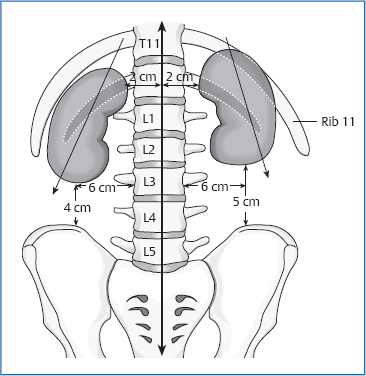 T11
2 cm 2 cm
L1
Rib 11
L2
L3
6 cm 6 cm
4 cm
5 cm
L4
L5